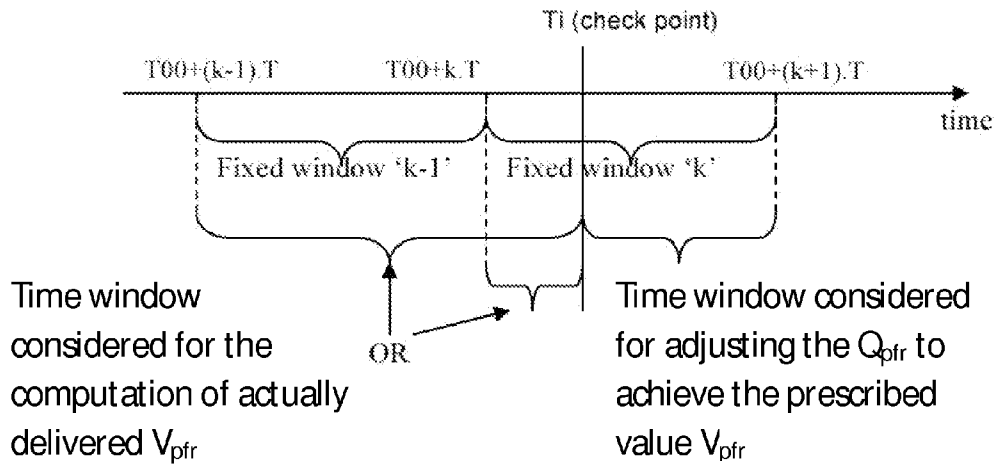 Ti (check point)
T00+(k-1).T
T00+k.T
T00+(k+1).T
time
Fixed window ‘k-1’
Fixed window ‘k’
Time window
considered for the
computation of actually
delivered Vpfr
OR
Time window considered
for adjusting the Qpfr to
achieve the prescribed
value Vpfr